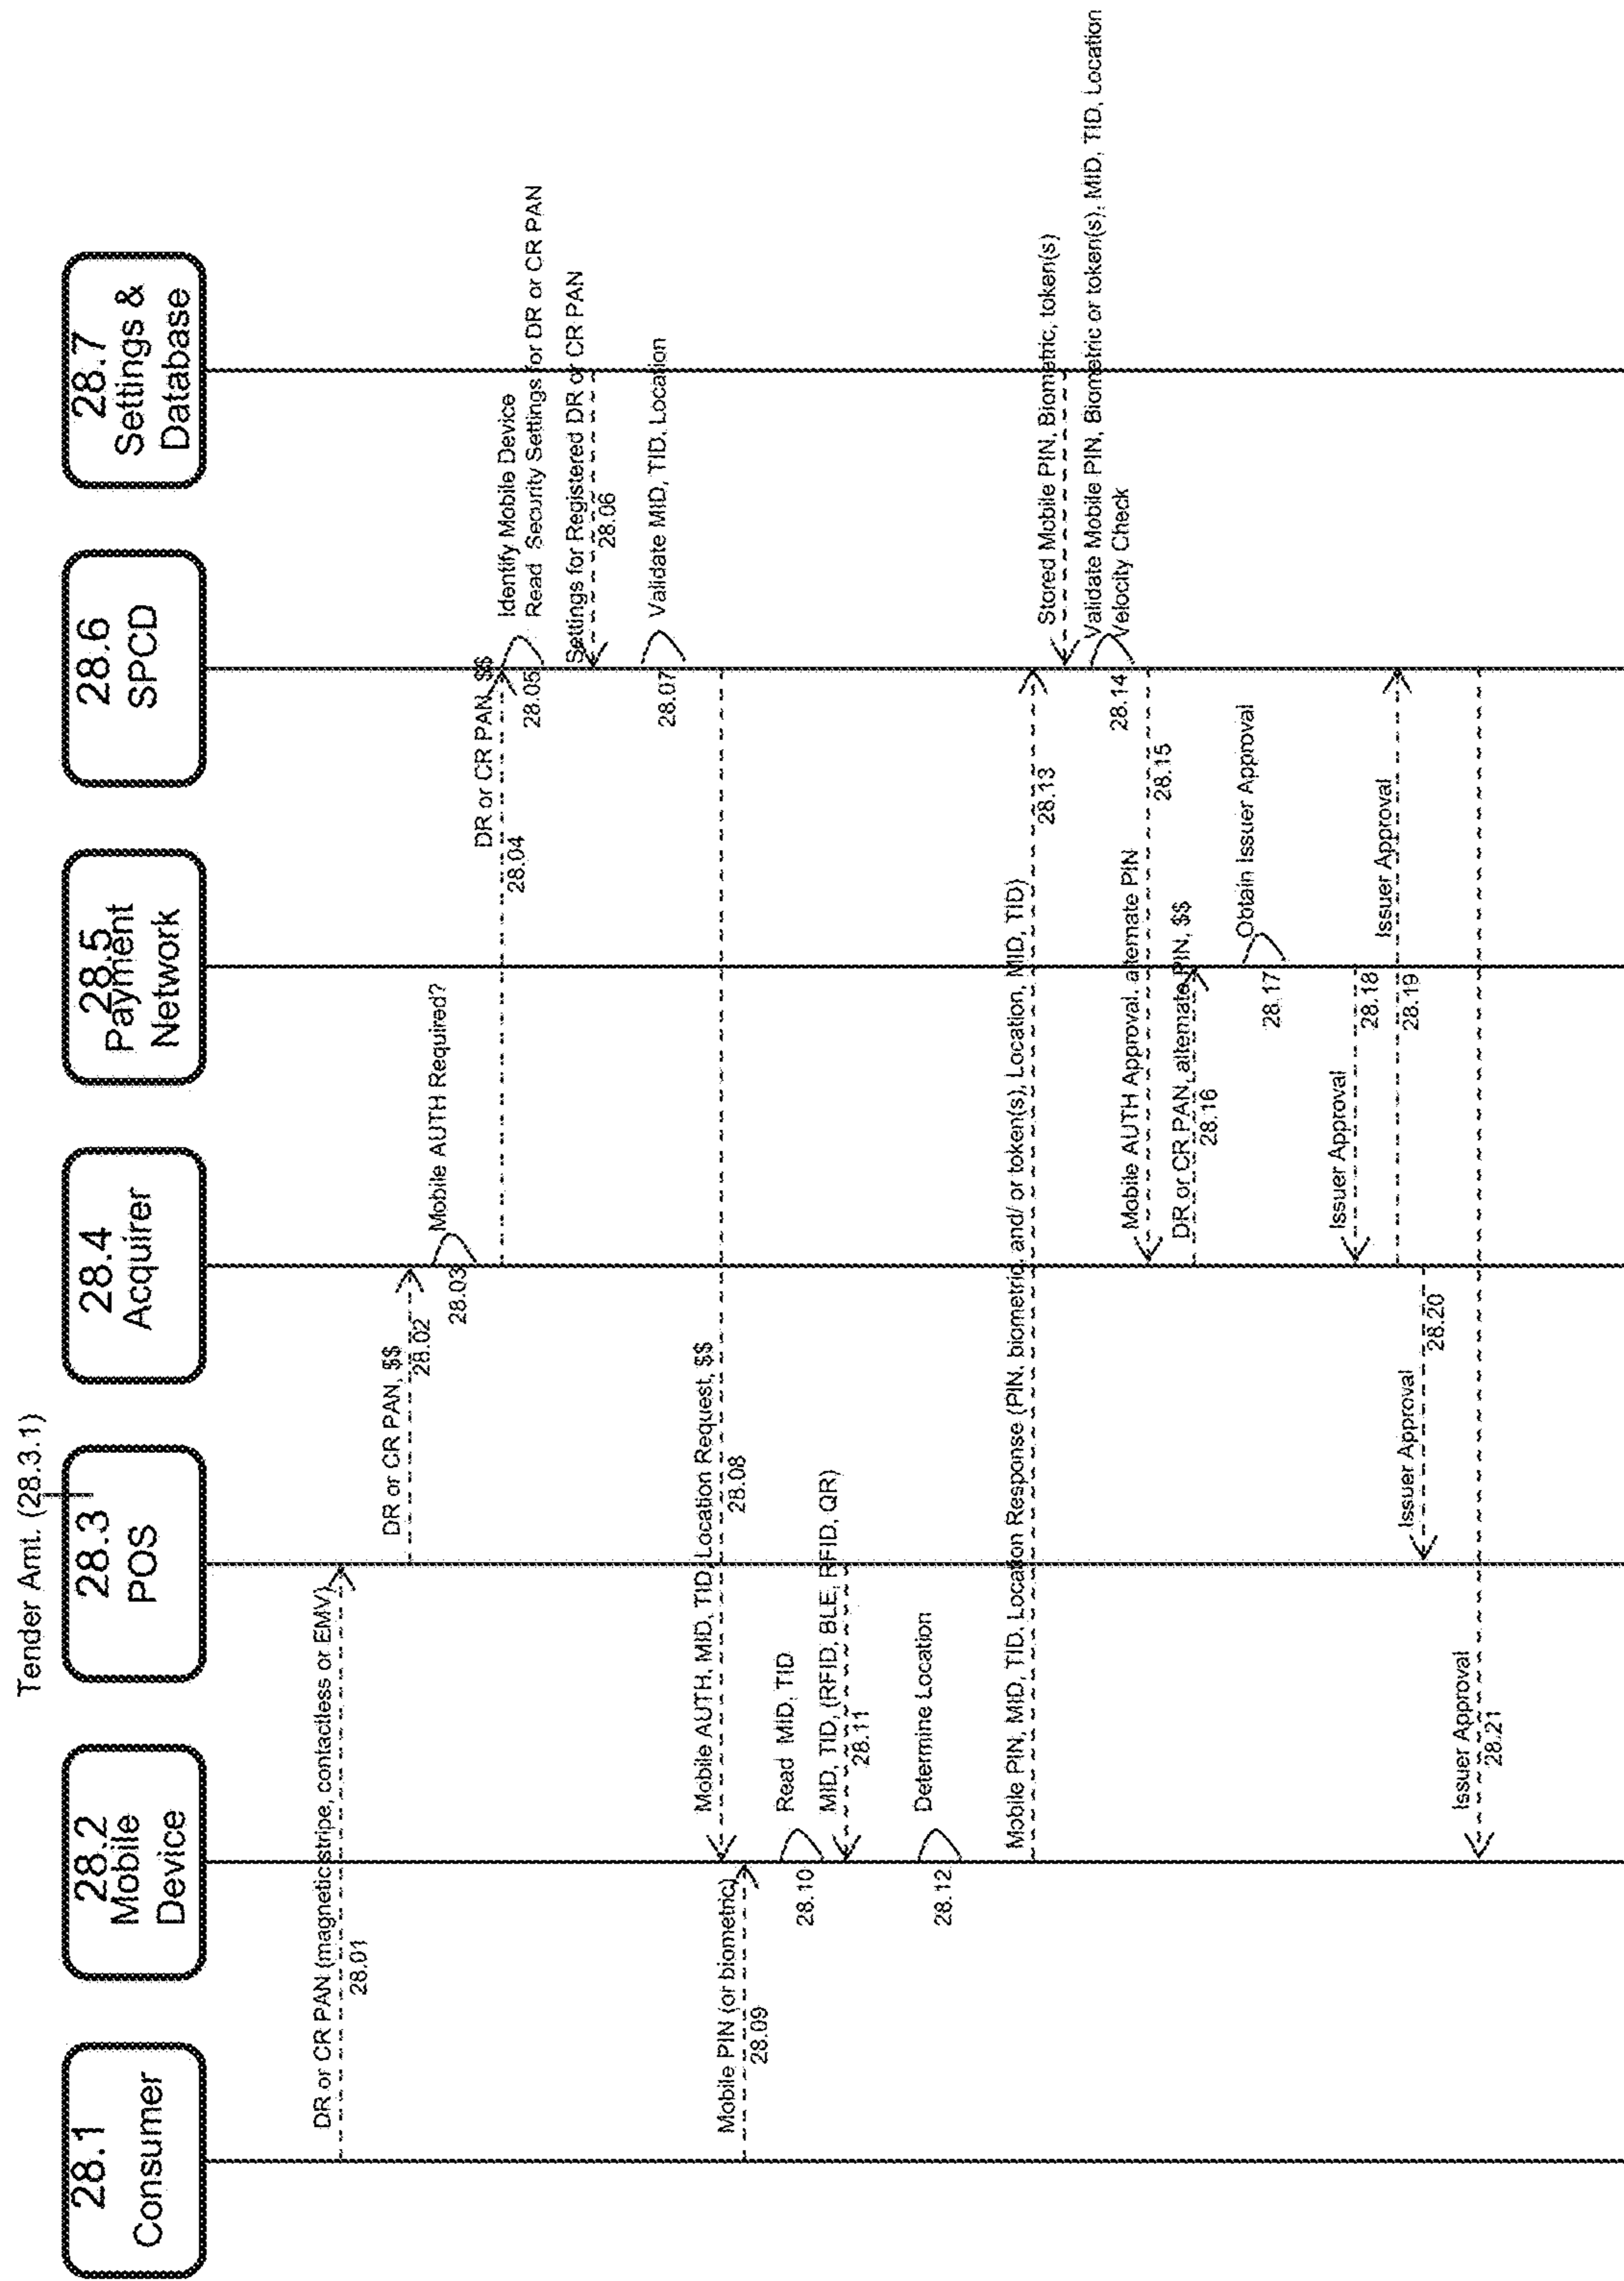 Tender Amt. (28.3.1)
28.1
Consumer
28.2
Mobile
Device
28.3
POS
28.4
Acquirer
28.5
Payment
Network
28.6
SPCD
28.7
Settings &
Database
DR or CR PAN (magnetic stripe, contactless or EMV)
28.01
DR or CR PAN, $$
28.02
Mobile AUTH Required?
28.03
DR or CR PAN, $$
28.04
Identify Mobile Device
Read Security Settings for DR or CR PAN
28.05
Settings for Registered DR or CR PAN
28.06
Validate MID, TID, Location
28.07
Mobile AUTH, MID, TID, Location Request, $$
28.08
Mobile PIN (or biometric)
28.09
Read MID, TID
28.10
MID, TID, (RFID, BLE, RFID, QR)
28.11
Determine Location
28.12
Mobile PIN, MID, TID, Location Response (PIN, biometric, and/ or token(s), Location, MID, TID)
28.13
Stored Mobile PIN, Biometric, token(s)
Validate Mobile PIN, Biometric or token(s), MID, TID, Location
Velocity Check
28.14
Mobile AUTH Approval, alternate PIN
28.15
DR or CR PAN, alternate PIN, $$
28.16
Obtain Issuer Approval
28.17
Issuer Approval
28.18
Issuer Approval
28.19
Issuer Approval
28.20
Issuer Approval
28.21